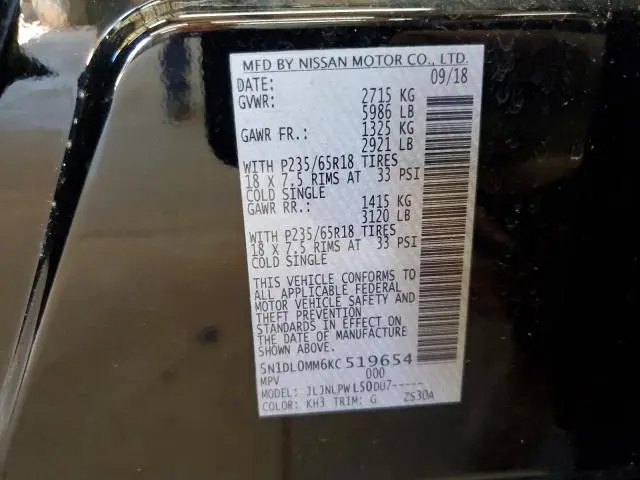 MFD BY NISSAN MOTOR CO., LTD.
DATE: 09/18
GVWR: 2715 KG
5986 LB
GAWR FR.: 1325 KG
2921 LB
WITH P235/65R18 TIRES
18 X 7.5 RIMS AT 33 PSI
COLD SINGLE
GAWR RR.: 1415 KG
3120 LB
WITH P235/65R18 TIRES
18 X 7.5 RIMS AT 33 PSI
COLD SINGLE
THIS VEHICLE CONFORMS TO
ALL APPLICABLE FEDERAL
MOTOR VEHICLE SAFETY AND
THEFT PREVENTION
STANDARDS IN EFFECT ON
THE DATE OF MANUFACTURE
SHOWN ABOVE.
5N1DL0MM6KC519654
MPV 000
MODEL: JLJNLPWL50DU7-----
COLOR: KH3 TRIM: G ZS30A